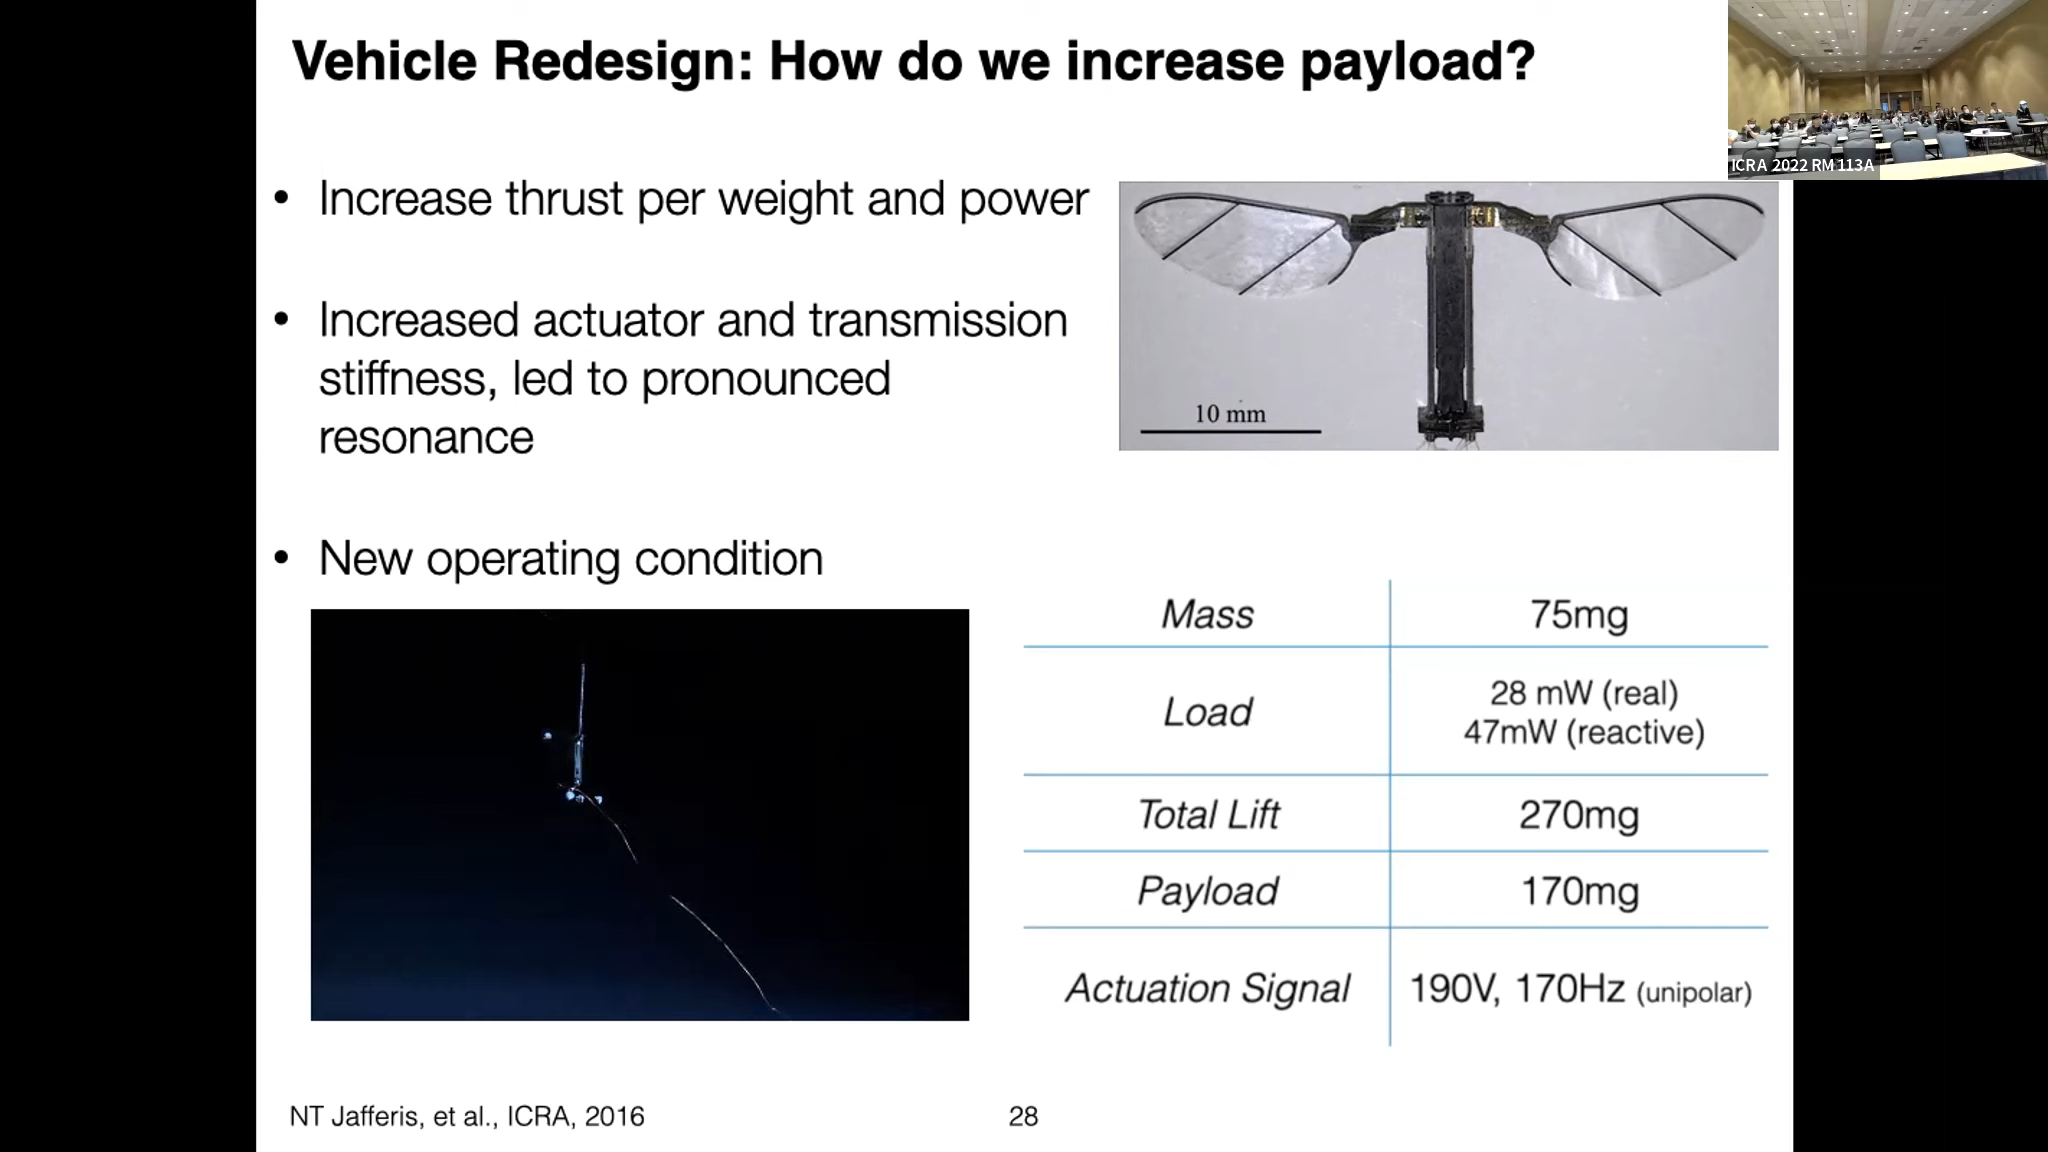 Vehicle Redesign: How do we increase payload?
ICRA 2022 RM 113A
• Increase thrust per weight and power
• Increased actuator and transmission
stiffness, led to pronounced
resonance
• New operating condition
10 mm
Mass 75mg
Load 28 mW (real)
47mW (reactive)
Total Lift 270mg
Payload 170mg
Actuation Signal 190V, 170Hz (unipolar)
NT Jafferis, et al., ICRA, 2016
28